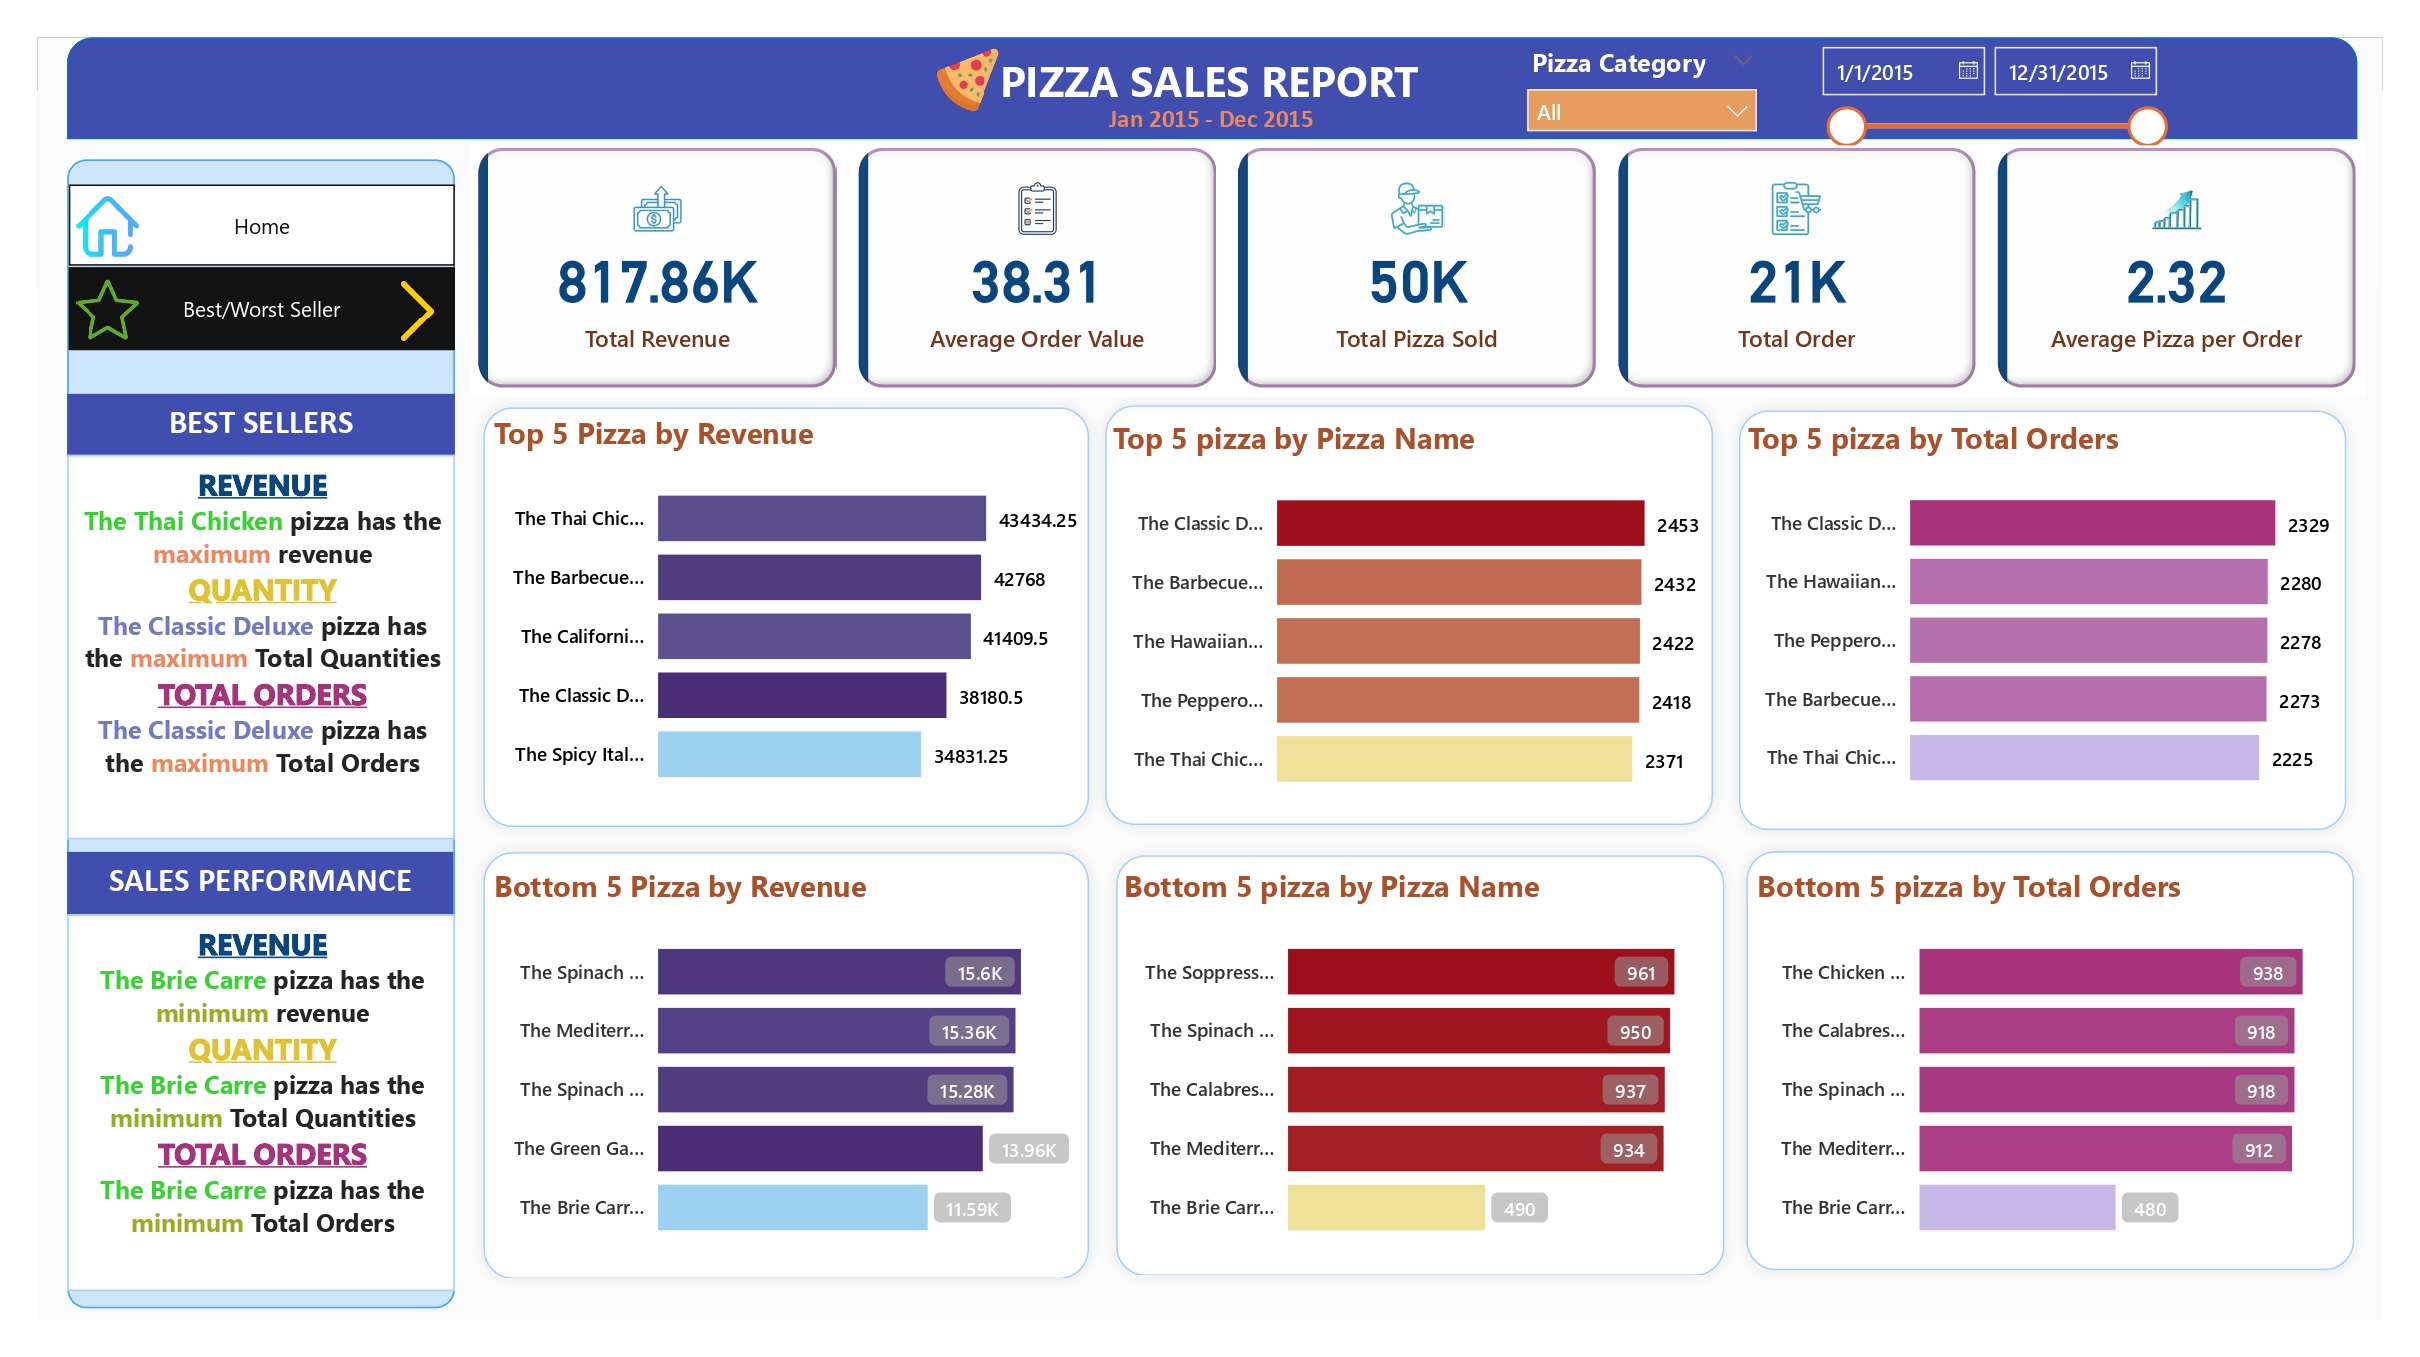 PIZZA SALES REPORT
Jan 2015 - Dec 2015
Pizza Category
All
1/1/2015
12/31/2015
Home
Best/Worst Seller
817.86K
Total Revenue
38.31
Average Order Value
50K
Total Pizza Sold
21K
Total Order
2.32
Average Pizza per Order
BEST SELLERS
REVENUE
The Thai Chicken pizza has the
maximum revenue
QUANTITY
The Classic Deluxe pizza has
the maximum Total Quantities
TOTAL ORDERS
The Classic Deluxe pizza has
the maximum Total Orders
SALES PERFORMANCE
REVENUE
The Brie Carre pizza has the
minimum revenue
QUANTITY
The Brie Carre pizza has the
minimum Total Quantities
TOTAL ORDERS
The Brie Carre pizza has the
minimum Total Orders
Top 5 Pizza by Revenue
The Thai Chic... 43434.25
The Barbecue... 42768
The Californi... 41409.5
The Classic D... 38180.5
The Spicy Ital... 34831.25
Top 5 pizza by Pizza Name
The Classic D... 2453
The Barbecue... 2432
The Hawaiian... 2422
The Peppero... 2418
The Thai Chic... 2371
Top 5 pizza by Total Orders
The Classic D... 2329
The Hawaiian... 2280
The Peppero... 2278
The Barbecue... 2273
The Thai Chic... 2225
Bottom 5 Pizza by Revenue
The Spinach ... 15.6K
The Mediterr... 15.36K
The Spinach ... 15.28K
The Green Ga... 13.96K
The Brie Carr... 11.59K
Bottom 5 pizza by Pizza Name
The Soppress... 961
The Spinach ... 950
The Calabres... 937
The Mediterr... 934
The Brie Carr... 490
Bottom 5 pizza by Total Orders
The Chicken ... 938
The Calabres... 918
The Spinach ... 918
The Mediterr... 912
The Brie Carr... 480